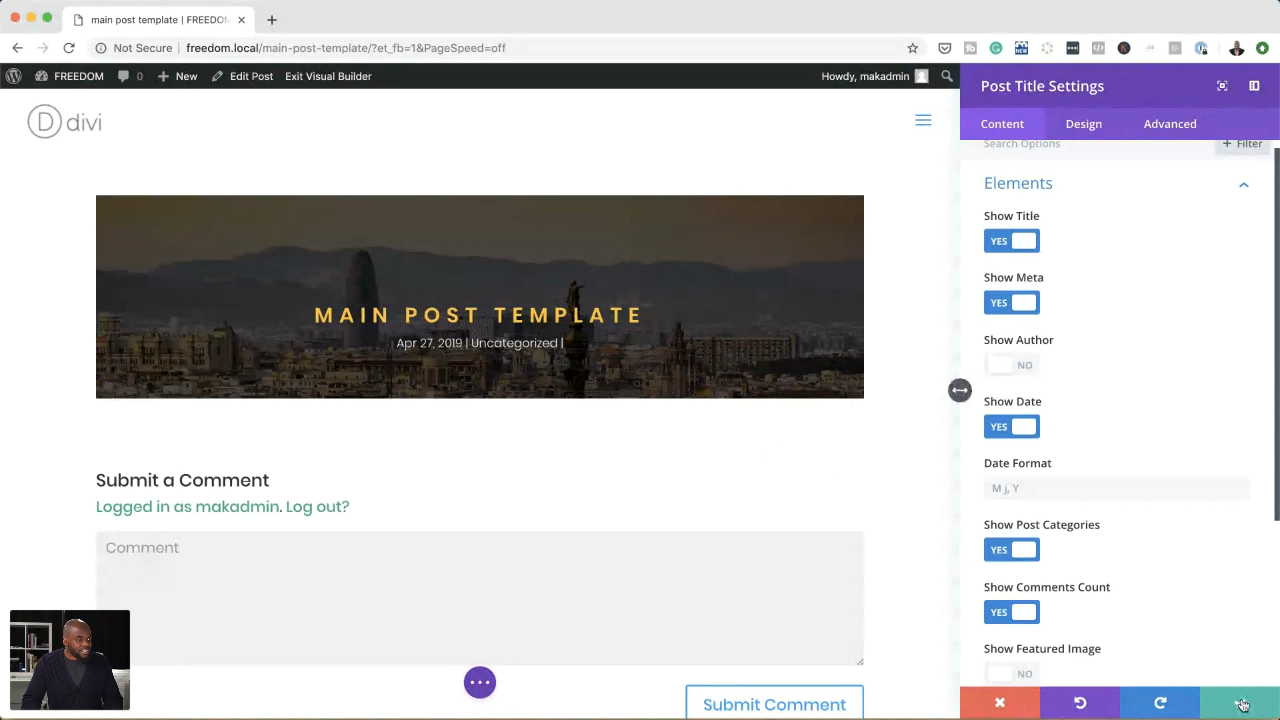 main post template | FREEDOM
Not Secure | freedom.local/main-post-template/?et_fb=1&PageSpeed=off
FREEDOM 0 + New Edit Post Exit Visual Builder Howdy, makadmin
D divi
MAIN POST TEMPLATE
Apr 27, 2019 | Uncategorized |
Submit a Comment
Logged in as makadmin. Log out?
Comment
Submit Comment
Post Title Settings
Content Design Advanced
Search Options + Filter
Elements
Show Title
YES
Show Meta
YES
Show Author
NO
Show Date
YES
Date Format
M j, Y
Show Post Categories
YES
Show Comments Count
YES
Show Featured Image
NO